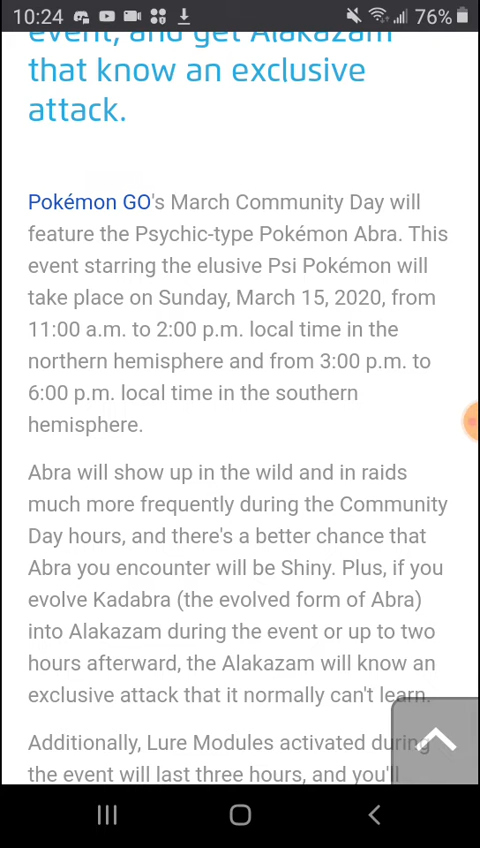 10:24
76%
event, and get Alakazam
that know an exclusive
attack.
Pokémon GO's March Community Day will
feature the Psychic-type Pokémon Abra. This
event starring the elusive Psi Pokémon will
take place on Sunday, March 15, 2020, from
11:00 a.m. to 2:00 p.m. local time in the
northern hemisphere and from 3:00 p.m. to
6:00 p.m. local time in the southern
hemisphere.
Abra will show up in the wild and in raids
much more frequently during the Community
Day hours, and there's a better chance that
Abra you encounter will be Shiny. Plus, if you
evolve Kadabra (the evolved form of Abra)
into Alakazam during the event or up to two
hours afterward, the Alakazam will know an
exclusive attack that it normally can't learn.
Additionally, Lure Modules activated during
the event will last three hours, and you'll